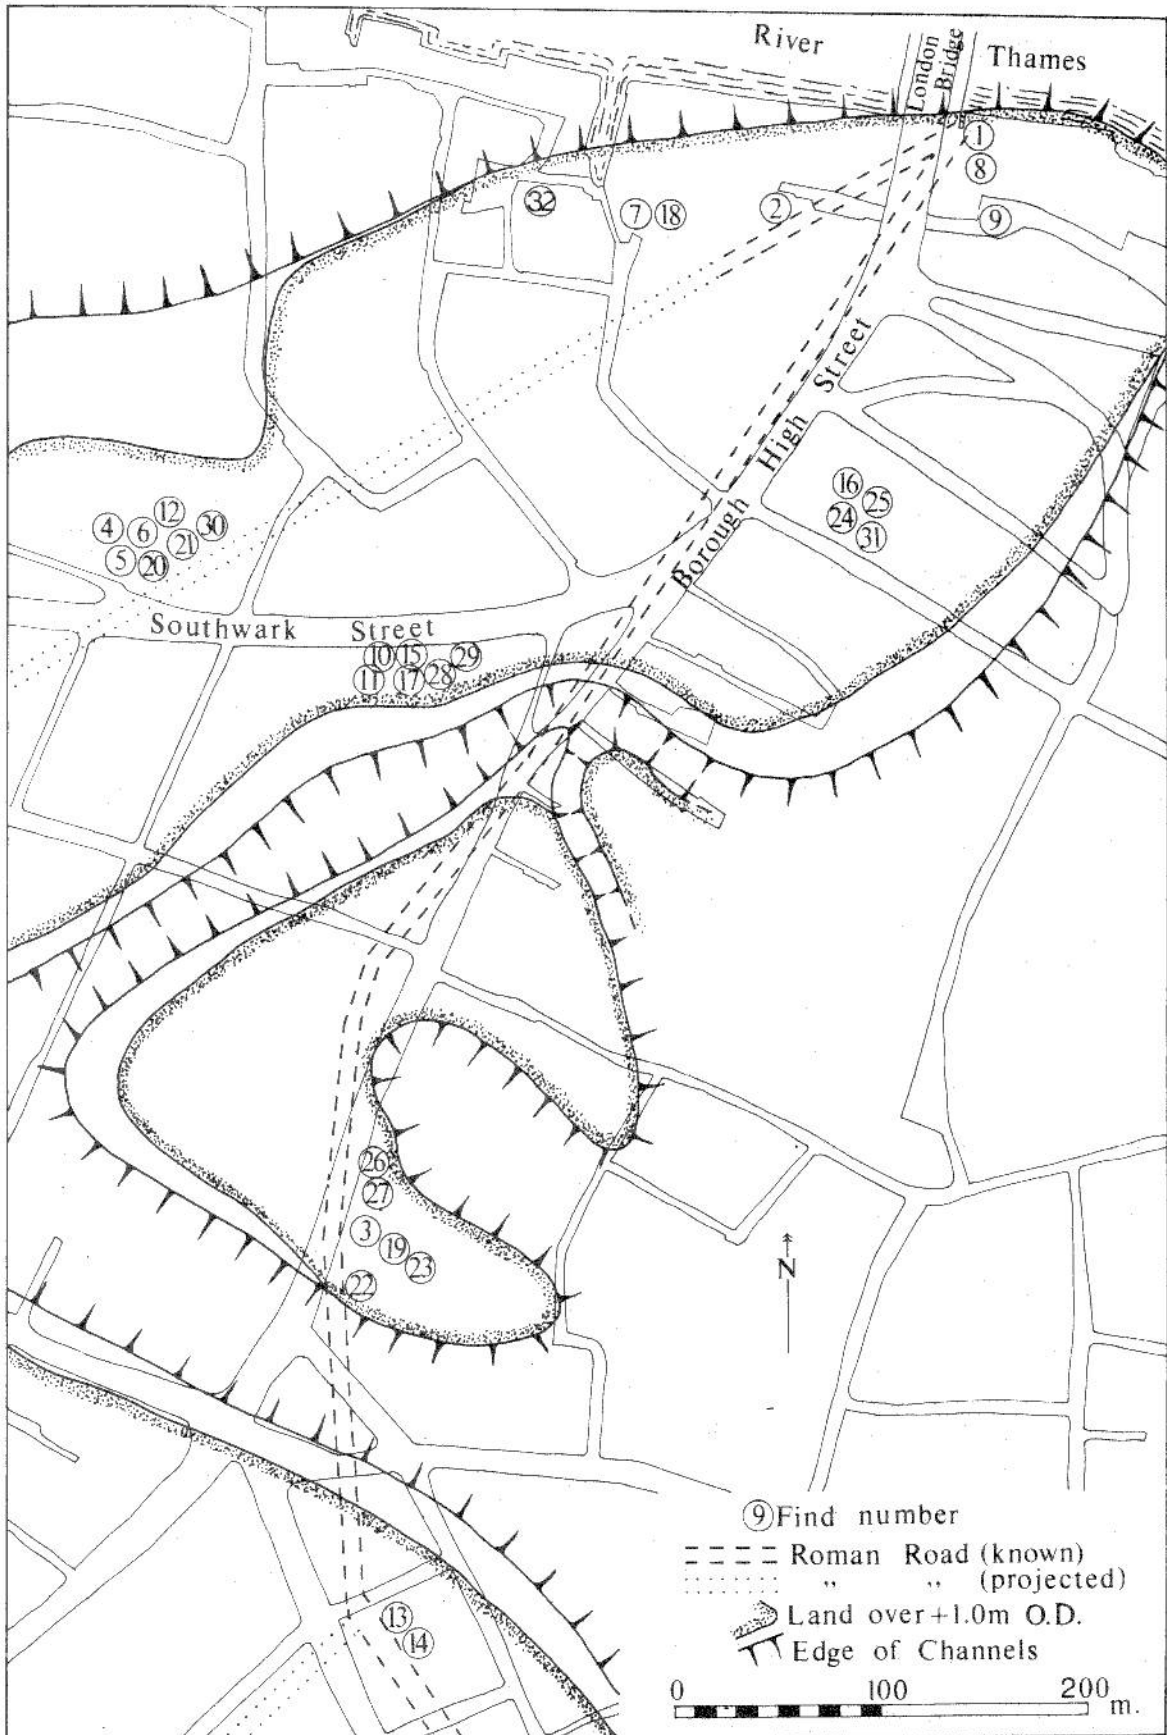 River
Thames
London
Bridge
1
8
32
7 18
2
9
Borough High Street
16 25
24 31
4 6 12 30
5 20 21
Southwark Street
10 15 29
11 17 28
26
27
3
19
23
22
N
13
14
9 Find number
Roman Road (known)
" " (projected)
Land over +1.0m O.D.
Edge of Channels
0 100 200
m.